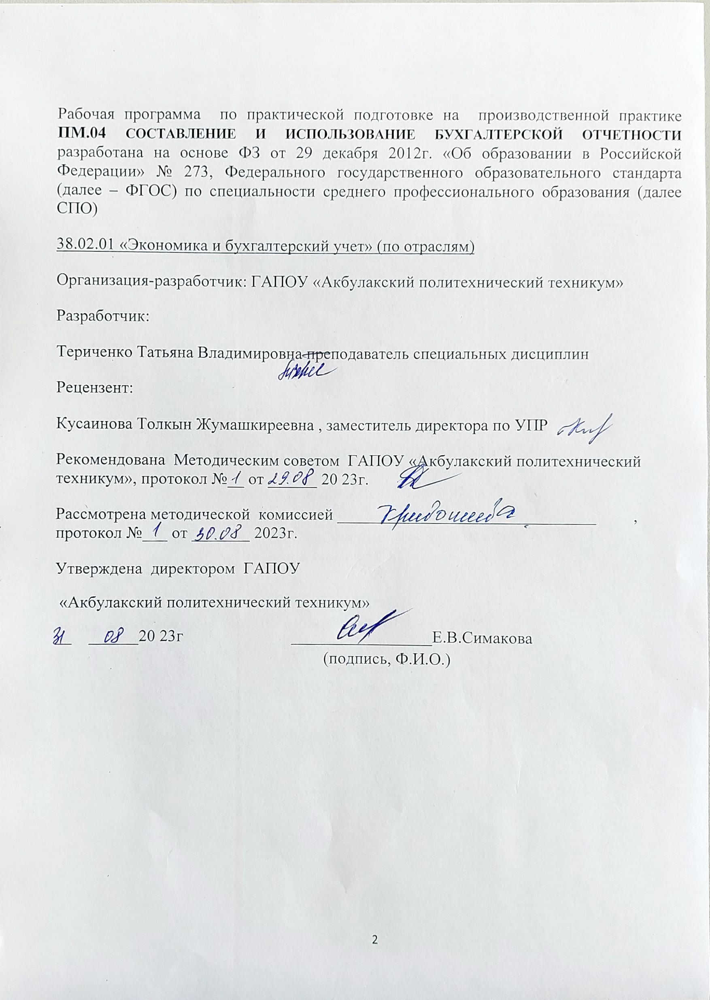 Рабочая программа по практической подготовке на производственной практике
ПМ.04 СОСТАВЛЕНИЕ И ИСПОЛЬЗОВАНИЕ БУХГАЛТЕРСКОЙ ОТЧЕТНОСТИ
разработана на основе ФЗ от 29 декабря 2012г. «Об образовании в Российской
Федерации» № 273, Федерального государственного образовательного стандарта
(далее – ФГОС) по специальности среднего профессионального образования (далее
СПО)
38.02.01 «Экономика и бухгалтерский учет» (по отраслям)
Организация-разработчик: ГАПОУ «Акбулакский политехнический техникум»
Разработчик:
Териченко Татьяна Владимировна-преподаватель специальных дисциплин
Рецензент:
Кусаинова Толкын Жумашкиреевна , заместитель директора по УПР
Рекомендована Методическим советом ГАПОУ «Акбулакский политехнический
техникум», протокол № 1 от 29.08 20 23г.
Рассмотрена методической комиссией ,
протокол № 1 от 30.08 2023г.
Утверждена директором ГАПОУ
«Акбулакский политехнический техникум»
31 08 20 23г Е.В.Симакова
(подпись, Ф.И.О.)
2